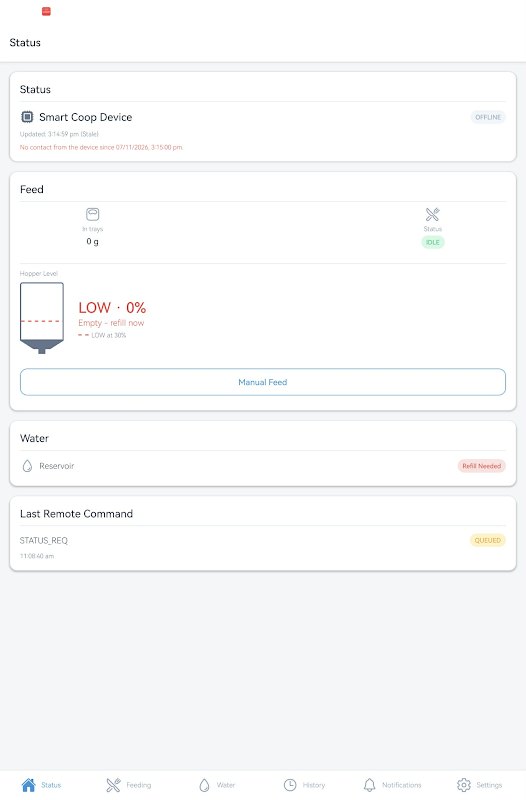 Status
Status
Smart Coop Device
OFFLINE
Updated: 3:14:59 pm (Stale)
No contact from the device since 07/11/2026, 3:15:00 pm.
Feed
In trays
0 g
Status
IDLE
Hopper Level
LOW · 0%
Empty - refill now
LOW at 30%
Manual Feed
Water
Reservoir
Refill Needed
Last Remote Command
STATUS_REQ
QUEUED
11:08:40 am
Status
Feeding
Water
History
Notifications
Settings